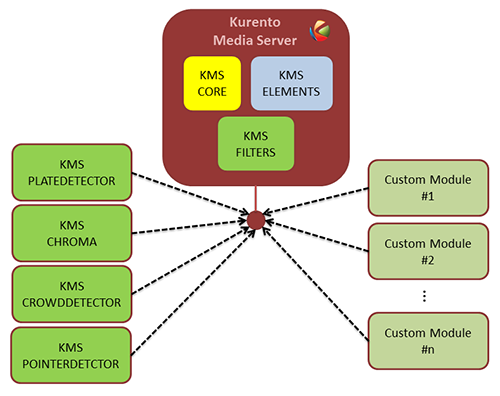 Kurento
Media Server
KMS
CORE
KMS
ELEMENTS
KMS
FILTERS
KMS
PLATEDETECTOR
KMS
CHROMA
KMS
CROWDDETECTOR
KMS
POINTERDETCTOR
Custom Module
#1
Custom Module
#2
...
Custom Module
#n